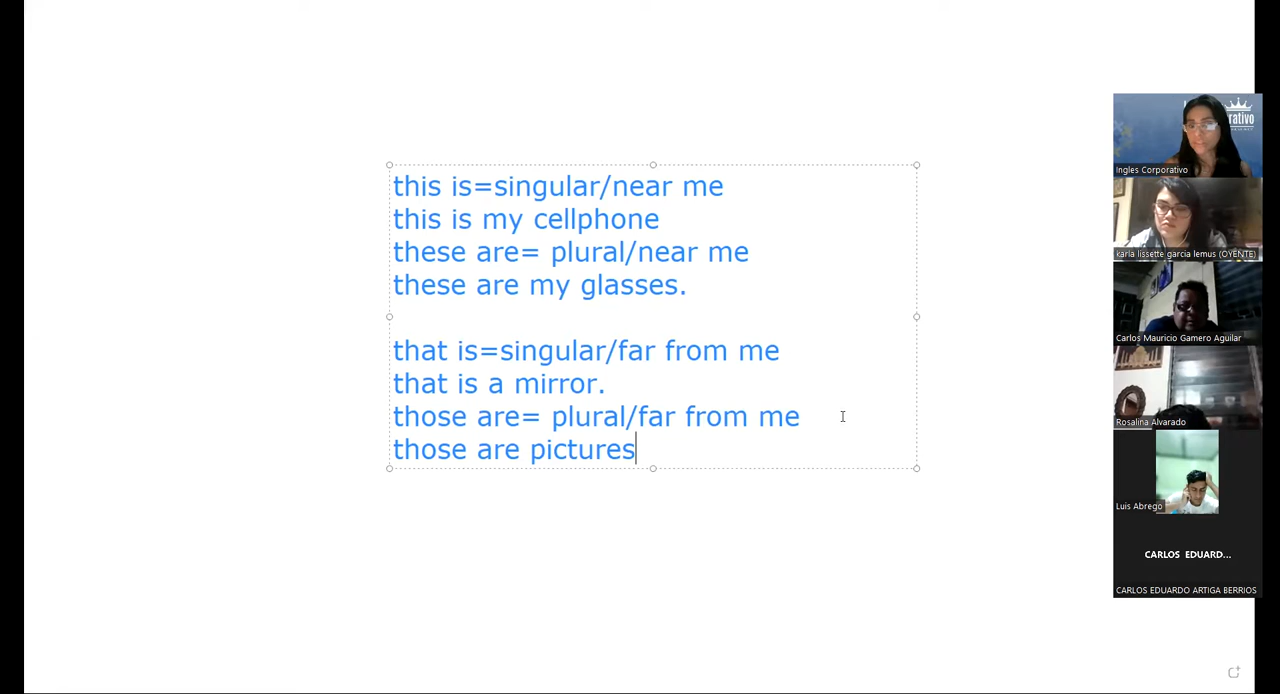 this is=singular/near me
this is my cellphone
these are= plural/near me
these are my glasses.
that is=singular/far from me
that is a mirror.
those are= plural/far from me
those are pictures
rativo
Ingles Corporativo
karla lissette garcia lemus (OYENTE)
Carlos Mauricio Gamero Aguilar
Rosalina Alvarado
Luis Abrego
CARLOS EDUARD...
CARLOS EDUARDO ARTIGA BERRIOS